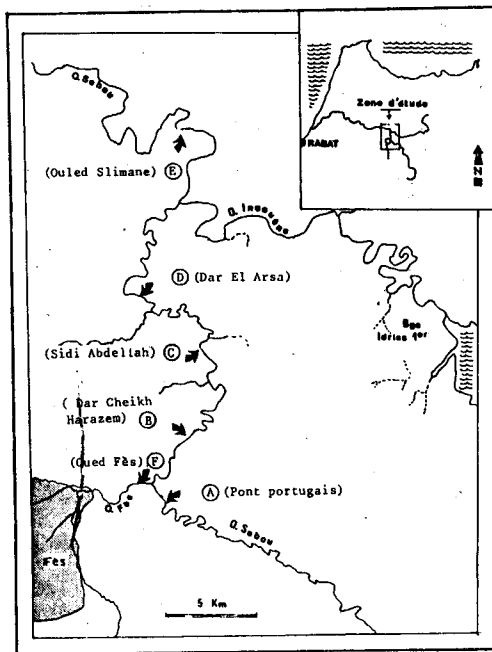 O. Sebou
Zone d'étude
RABAT
N
(Ouled Slimane) E
O. Inaouène
D (Dar El Arsa)
Bge
Idriss 1er
(Sidi Abdellah) C
( Dar Cheikh
Harazem) B
(Oued Fès) F
A (Pont portugais)
O. Fès
O. Sebou
Fès
5 Km